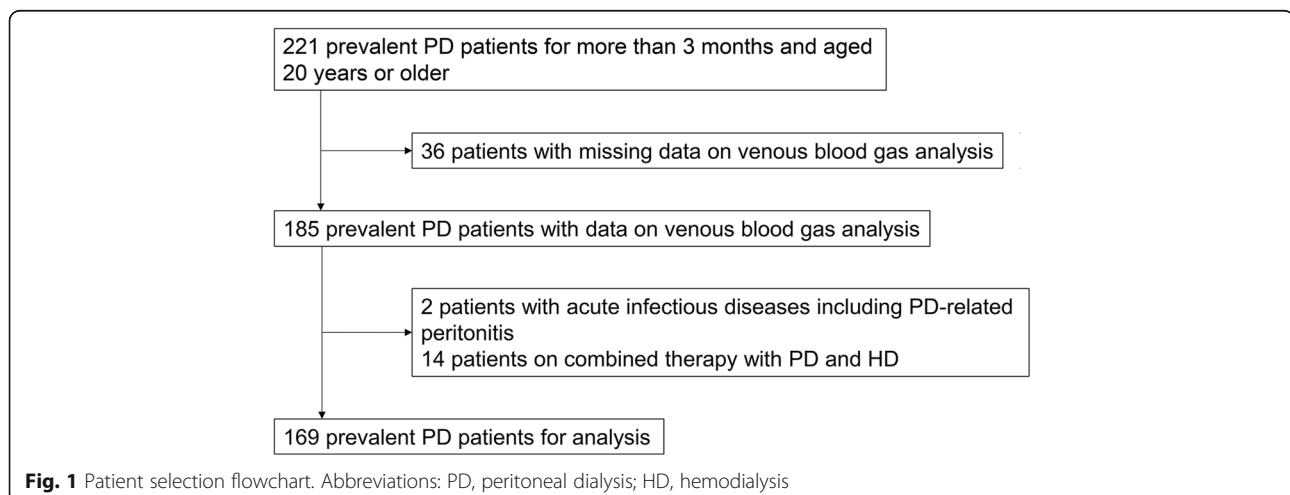 221 prevalent PD patients for more than 3 months and aged
20 years or older
36 patients with missing data on venous blood gas analysis
185 prevalent PD patients with data on venous blood gas analysis
2 patients with acute infectious diseases including PD-related
peritonitis
14 patients on combined therapy with PD and HD
169 prevalent PD patients for analysis
Fig. 1 Patient selection flowchart. Abbreviations: PD, peritoneal dialysis; HD, hemodialysis